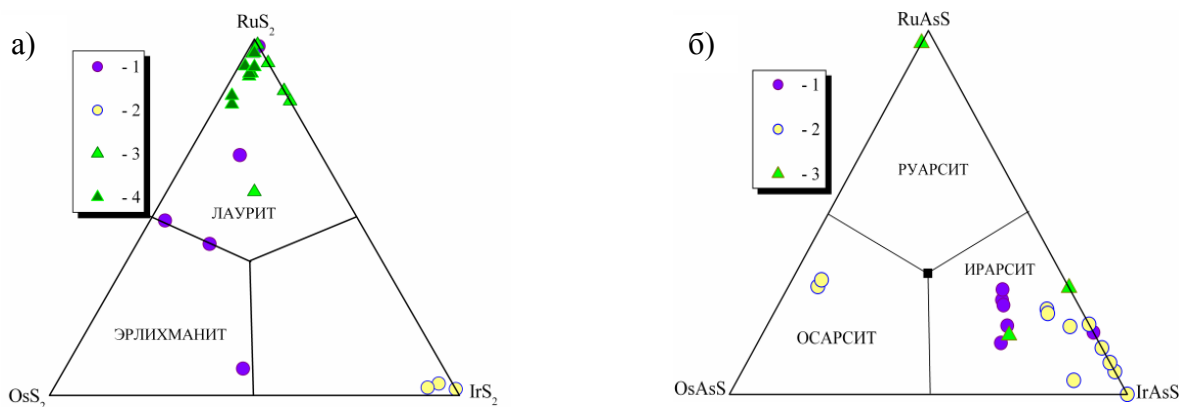 а)
RuS2
- 1
- 2
- 3
- 4
ЛАУРИТ
ЭРЛИХМАНИТ
OsS2
IrS2
б)
RuAsS
- 1
- 2
- 3
РУАРСИТ
ИРАРСИТ
ОСАРСИТ
OsAsS
IrAsS